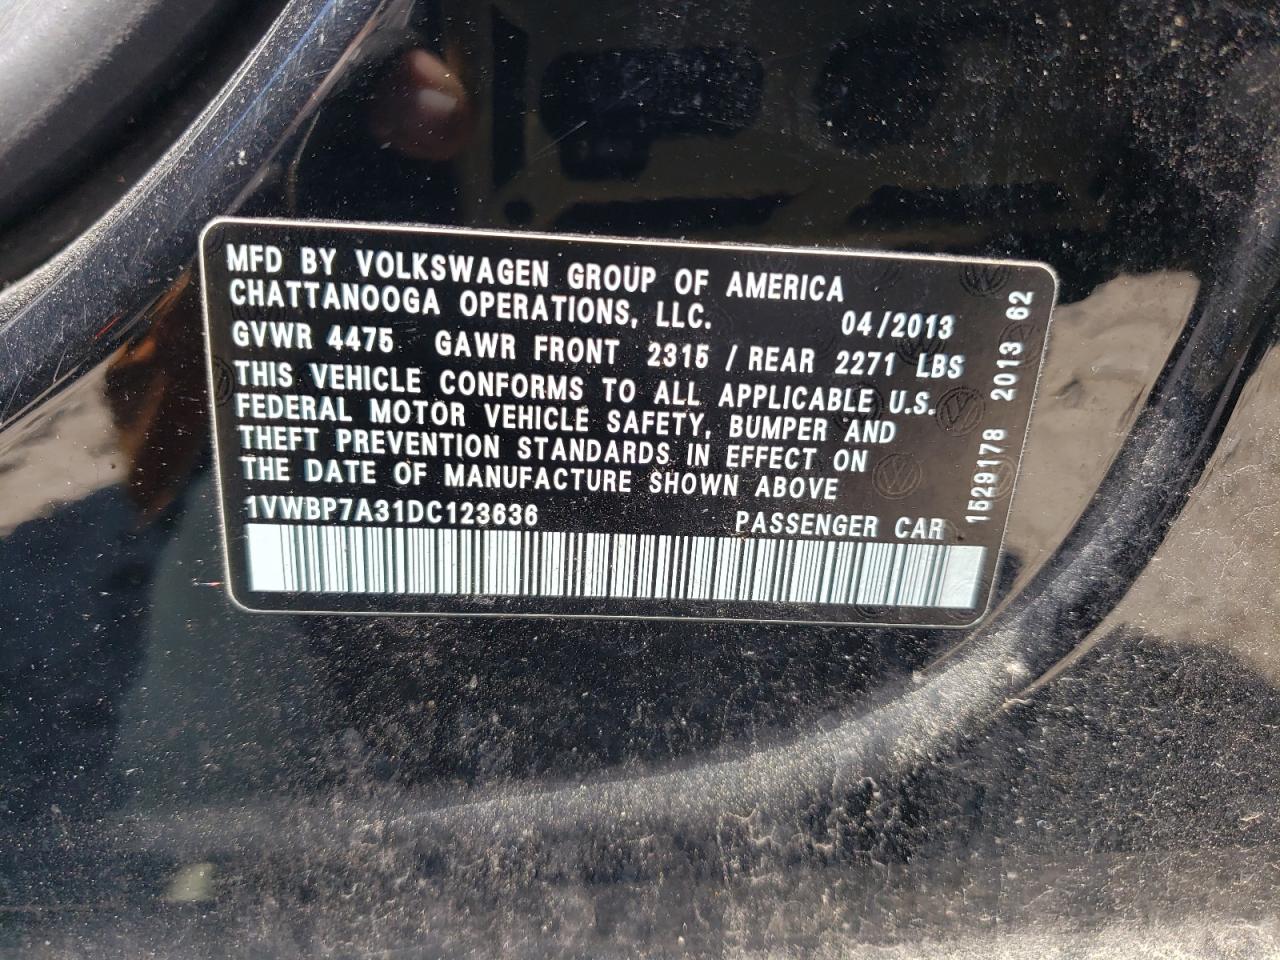 MFD BY VOLKSWAGEN GROUP OF AMERICA
CHATTANOOGA OPERATIONS, LLC. 04/2013
GVWR 4475 GAWR FRONT 2315 / REAR 2271 LBS
THIS VEHICLE CONFORMS TO ALL APPLICABLE U.S.
FEDERAL MOTOR VEHICLE SAFETY, BUMPER AND
THEFT PREVENTION STANDARDS IN EFFECT ON
THE DATE OF MANUFACTURE SHOWN ABOVE
1VWBP7A31DC123636 PASSENGER CAR
1529178 2013 62